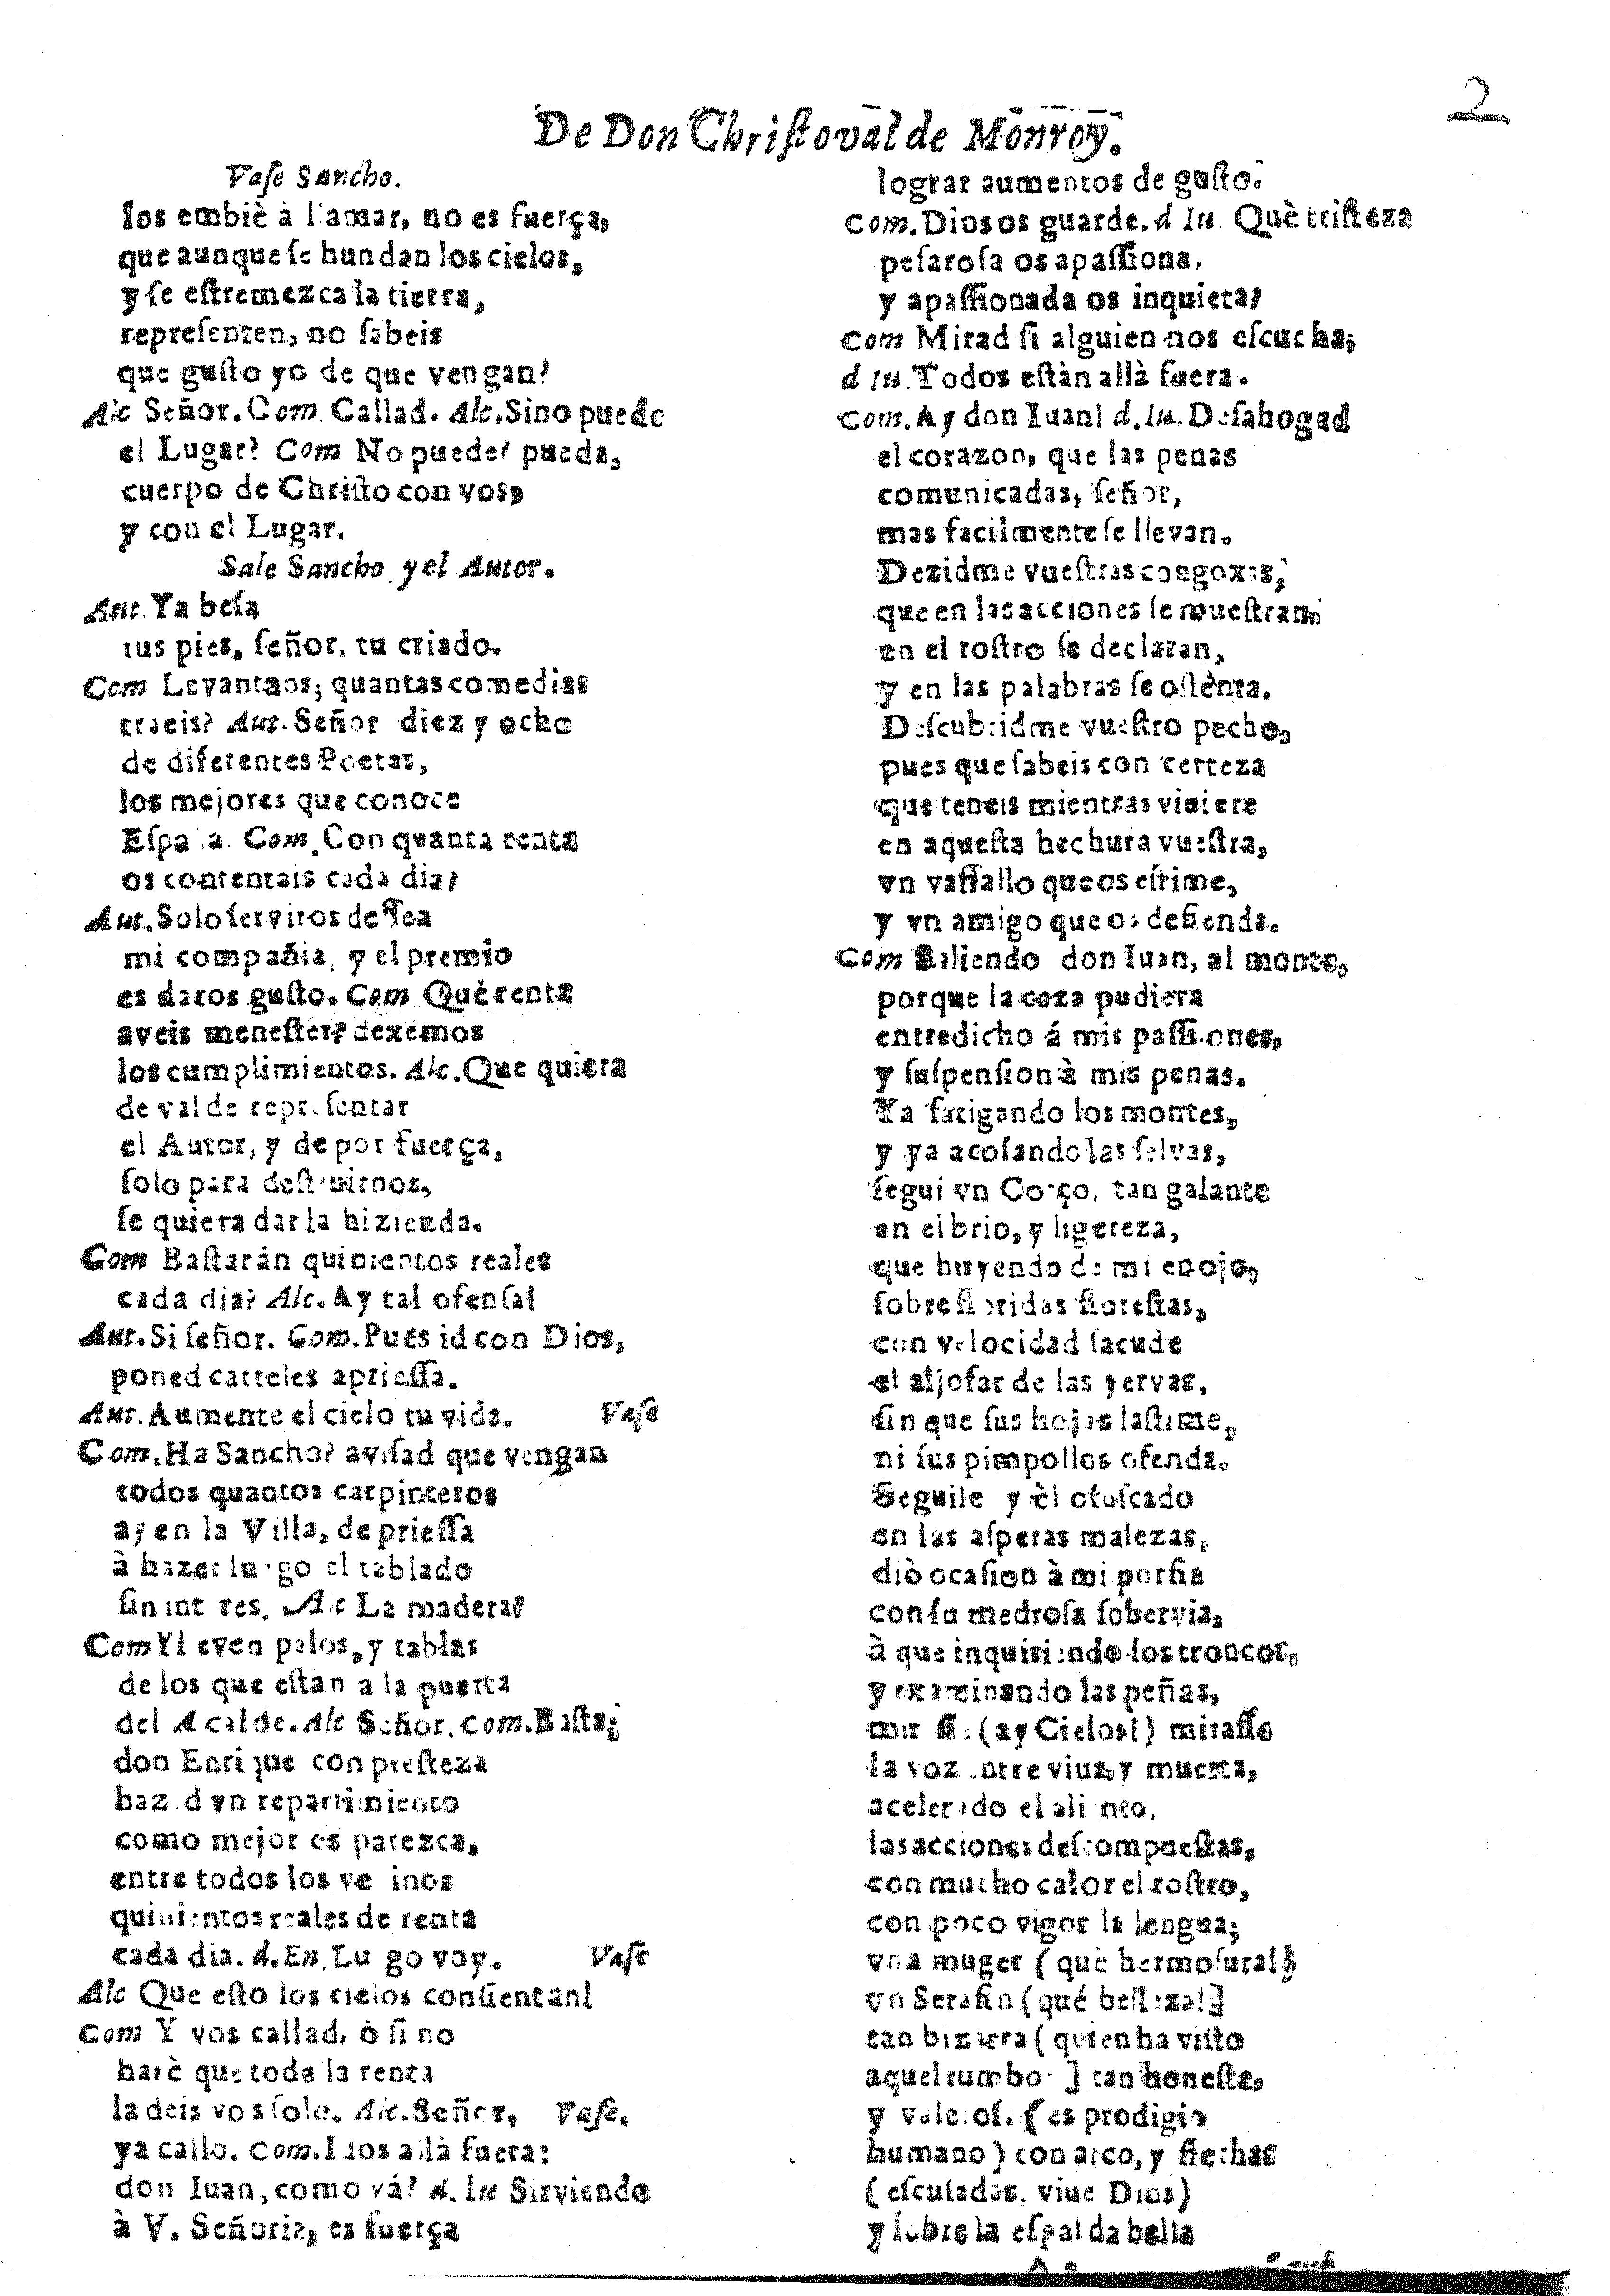 2
De Don Christoval de Monroy.
Vase Sancho.
los embiè à llamar, no es fuerça,
que aunque se hundan los cielos,
y se estremezca la tierra,
representen, no sabeis
que gusto yo de que vengan?
Alc Señor. Com Callad. Alc. Sino puede
el Lugar? Com No puede? pueda,
cuerpo de Christo con vos,
y con el Lugar.
Sale Sancho, y el Autor.
Aut. Ya besa
tus pies, señor, tu criado.
Com Levantaos; quantas comedias
traeis? Aut. Señor diez y ocho
de diferentes Poetas,
los mejores que conoce
España. Com. Con quanta renta
os contentais cada dia?
Aut. Solo serviros desea
mi compañia, y el premio
es daros gusto. Com Què renta
aveis menester? dexemos
los cumplimientos. Alc. Que quiera
de valde representar
el Autor, y de por fuerça,
solo para destruirnos,
se quiera dar la hizienda.
Com Bastarán quinientos reales
cada dia? Alc. Ay tal ofensa!
Aut. Si señor. Com. Pues id con Dios,
poned carteles apriessa.
Aut. Aumente el cielo tu vida. Vase
Com. Ha Sancho? avisad que vengan
todos quantos carpinteros
ay en la Villa, de priessa
à hazer luego el tablado
sin interes. Alc La madera?
Com Y lleven palos, y tablas
de los que estan a la puerta
del Alcalde. Alc Señor. Com. Basta;
don Enrique con presteza
hazed vn repartimiento
como mejor os parezca,
entre todos los vecinos
quinientos reales de renta
cada dia. d. En. Luego voy. Vase
Alc Que esto los cielos consientan!
Com Y vos callad, ò si no
harè que toda la renta
la deis vos solo. Alc. Señor, Vase.
ya callo. Com. Idos allà fuera:
don Iuan, como vá? d. Iu Sirviendo
à V. Señoria, es fuerça
lograr aumentos de gusto.
Com. Dios os guarde. d Iu. Què tristeza
pesarosa os apassiona,
y apassionada os inquieta?
Com Mirad si alguien nos escucha;
d Iu. Todos estàn allà fuera.
Com. Ay don Iuan! d. Iu. Desahogad
el corazon, que las penas
comunicadas, señor,
mas facilmente se llevan.
Dezidme vuestras congoxas,
que en las acciones se muestran,
en el rostro se declaran,
y en las palabras se ostènta.
Descubridme vuestro pecho,
pues que sabeis con certeza
que teneis mientras viniere
en aquesta hechura vuestra,
vn vassallo que os estime,
y vn amigo que os defienda.
Com Saliendo don Iuan, al monte,
porque la caza pudiera
entredicho á mis passiones,
y suspension à mis penas.
Ya fatigando los montes,
y ya acosando las selvas,
segui vn Corço, tan galante
en el brio, y ligereza,
que huyendo de mi enojo,
sobre floridas florestas,
con velocidad sacude
el aljofar de las yervas,
sin que sus hojas lastime,
ni sus pimpollos ofenda.
Seguile y èl ofuscado
en las asperas malezas,
diò ocasion à mi porfia
con su medrosa sobervia,
à que inquiriendo los troncos,
y examinando las peñas,
mirasse (ay Cielos!) mirasse
la voz entre viua, y muerta,
acelerado el aliento,
las acciones descompuestas,
con mucho calor el rostro,
con poco vigor la lengua;
vna muger (què hermosura!)
vn Serafin (qué belleza!]
tan bizarra ( quien ha visto
aquel rumbo ] tan honesta,
y valerosa (es prodigio
humano) con arco, y flechas
(escusadas, viue Dios)
y sobre la espalda bella